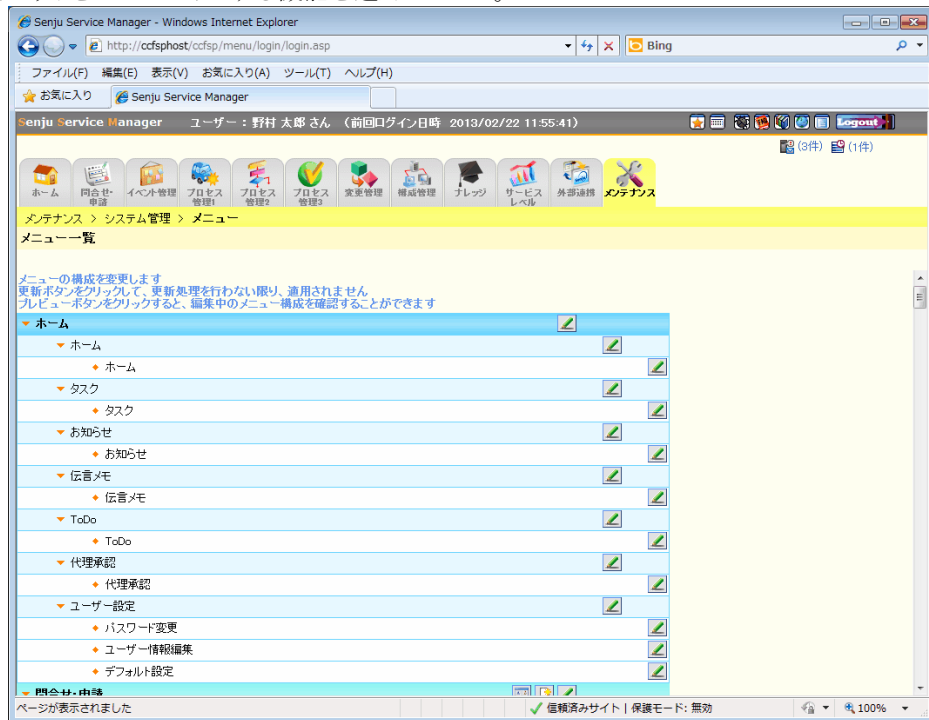 Senju Service Manager - Windows Internet Explorer
http://ccfsphost/ccfsp/menu/login/login.asp
Bing
ファイル(F) 編集(E) 表示(V) お気に入り(A) ツール(T) ヘルプ(H)
お気に入り Senju Service Manager
Senju Service Manager ユーザー：野村 太郎 さん （前回ログイン日時 2013/02/22 11:55:41） Logout
(3件) (1件)
ホーム 問合せ・申請 イベント管理 プロセス管理1 プロセス管理2 プロセス管理3 変更管理 構成管理 ナレッジ サービスレベル 外部連携 メンテナンス
メンテナンス > システム管理 > メニュー
メニュー一覧
メニューの構成を変更します
更新ボタンをクリックして、更新処理を行わない限り、適用されません
プレビューボタンをクリックすると、編集中のメニュー構成を確認することができます
ホーム
ホーム
ホーム
タスク
タスク
お知らせ
お知らせ
伝言メモ
伝言メモ
ToDo
ToDo
代理承認
代理承認
ユーザー設定
パスワード変更
ユーザー情報編集
デフォルト設定
問合せ・申請
ページが表示されました 信頼済みサイト | 保護モード: 無効 100%